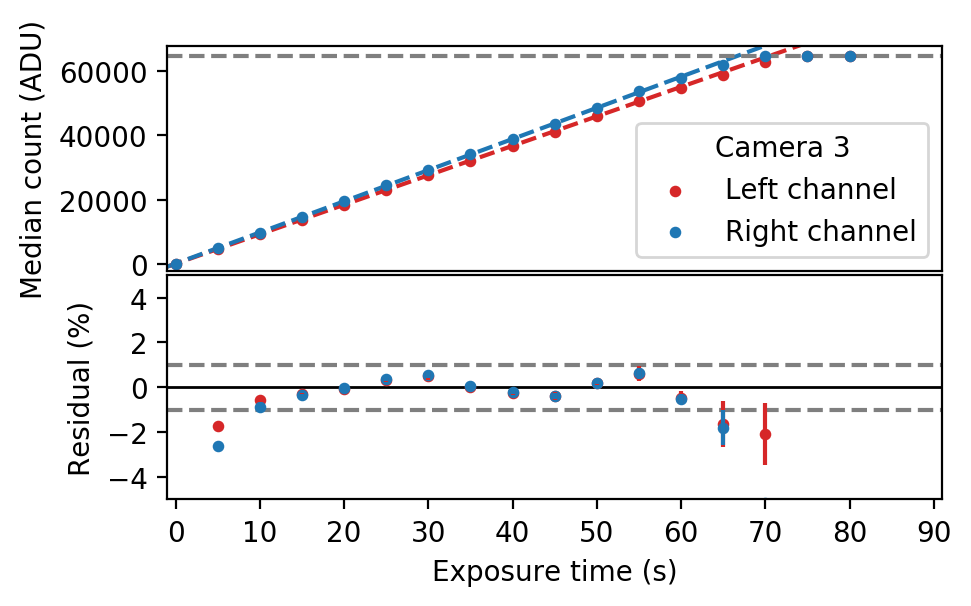 Median count (ADU)
60000
40000
20000
0
Camera 3
Left channel
Right channel
Residual (%)
4
2
0
−2
−4
0 10 20 30 40 50 60 70 80 90
Exposure time (s)